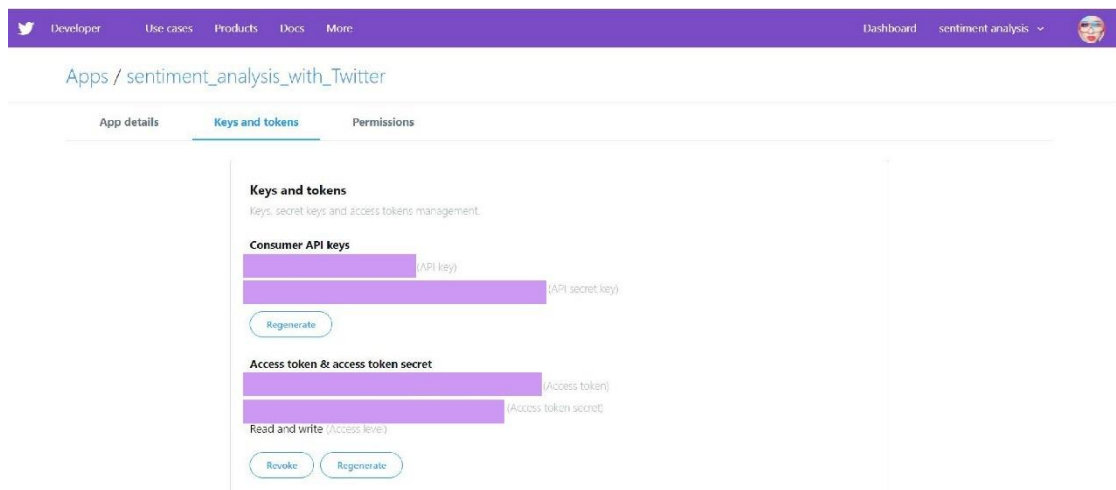 Developer Use cases Products Docs More Dashboard sentiment analysis
Apps / sentiment_analysis_with_Twitter
App details Keys and tokens Permissions
Keys and tokens
Keys, secret keys and access tokens management.
Consumer API keys
(API key)
(API secret key)
Regenerate
Access token & access token secret
(Access token)
(Access token secret)
Read and write (Access level)
Revoke Regenerate